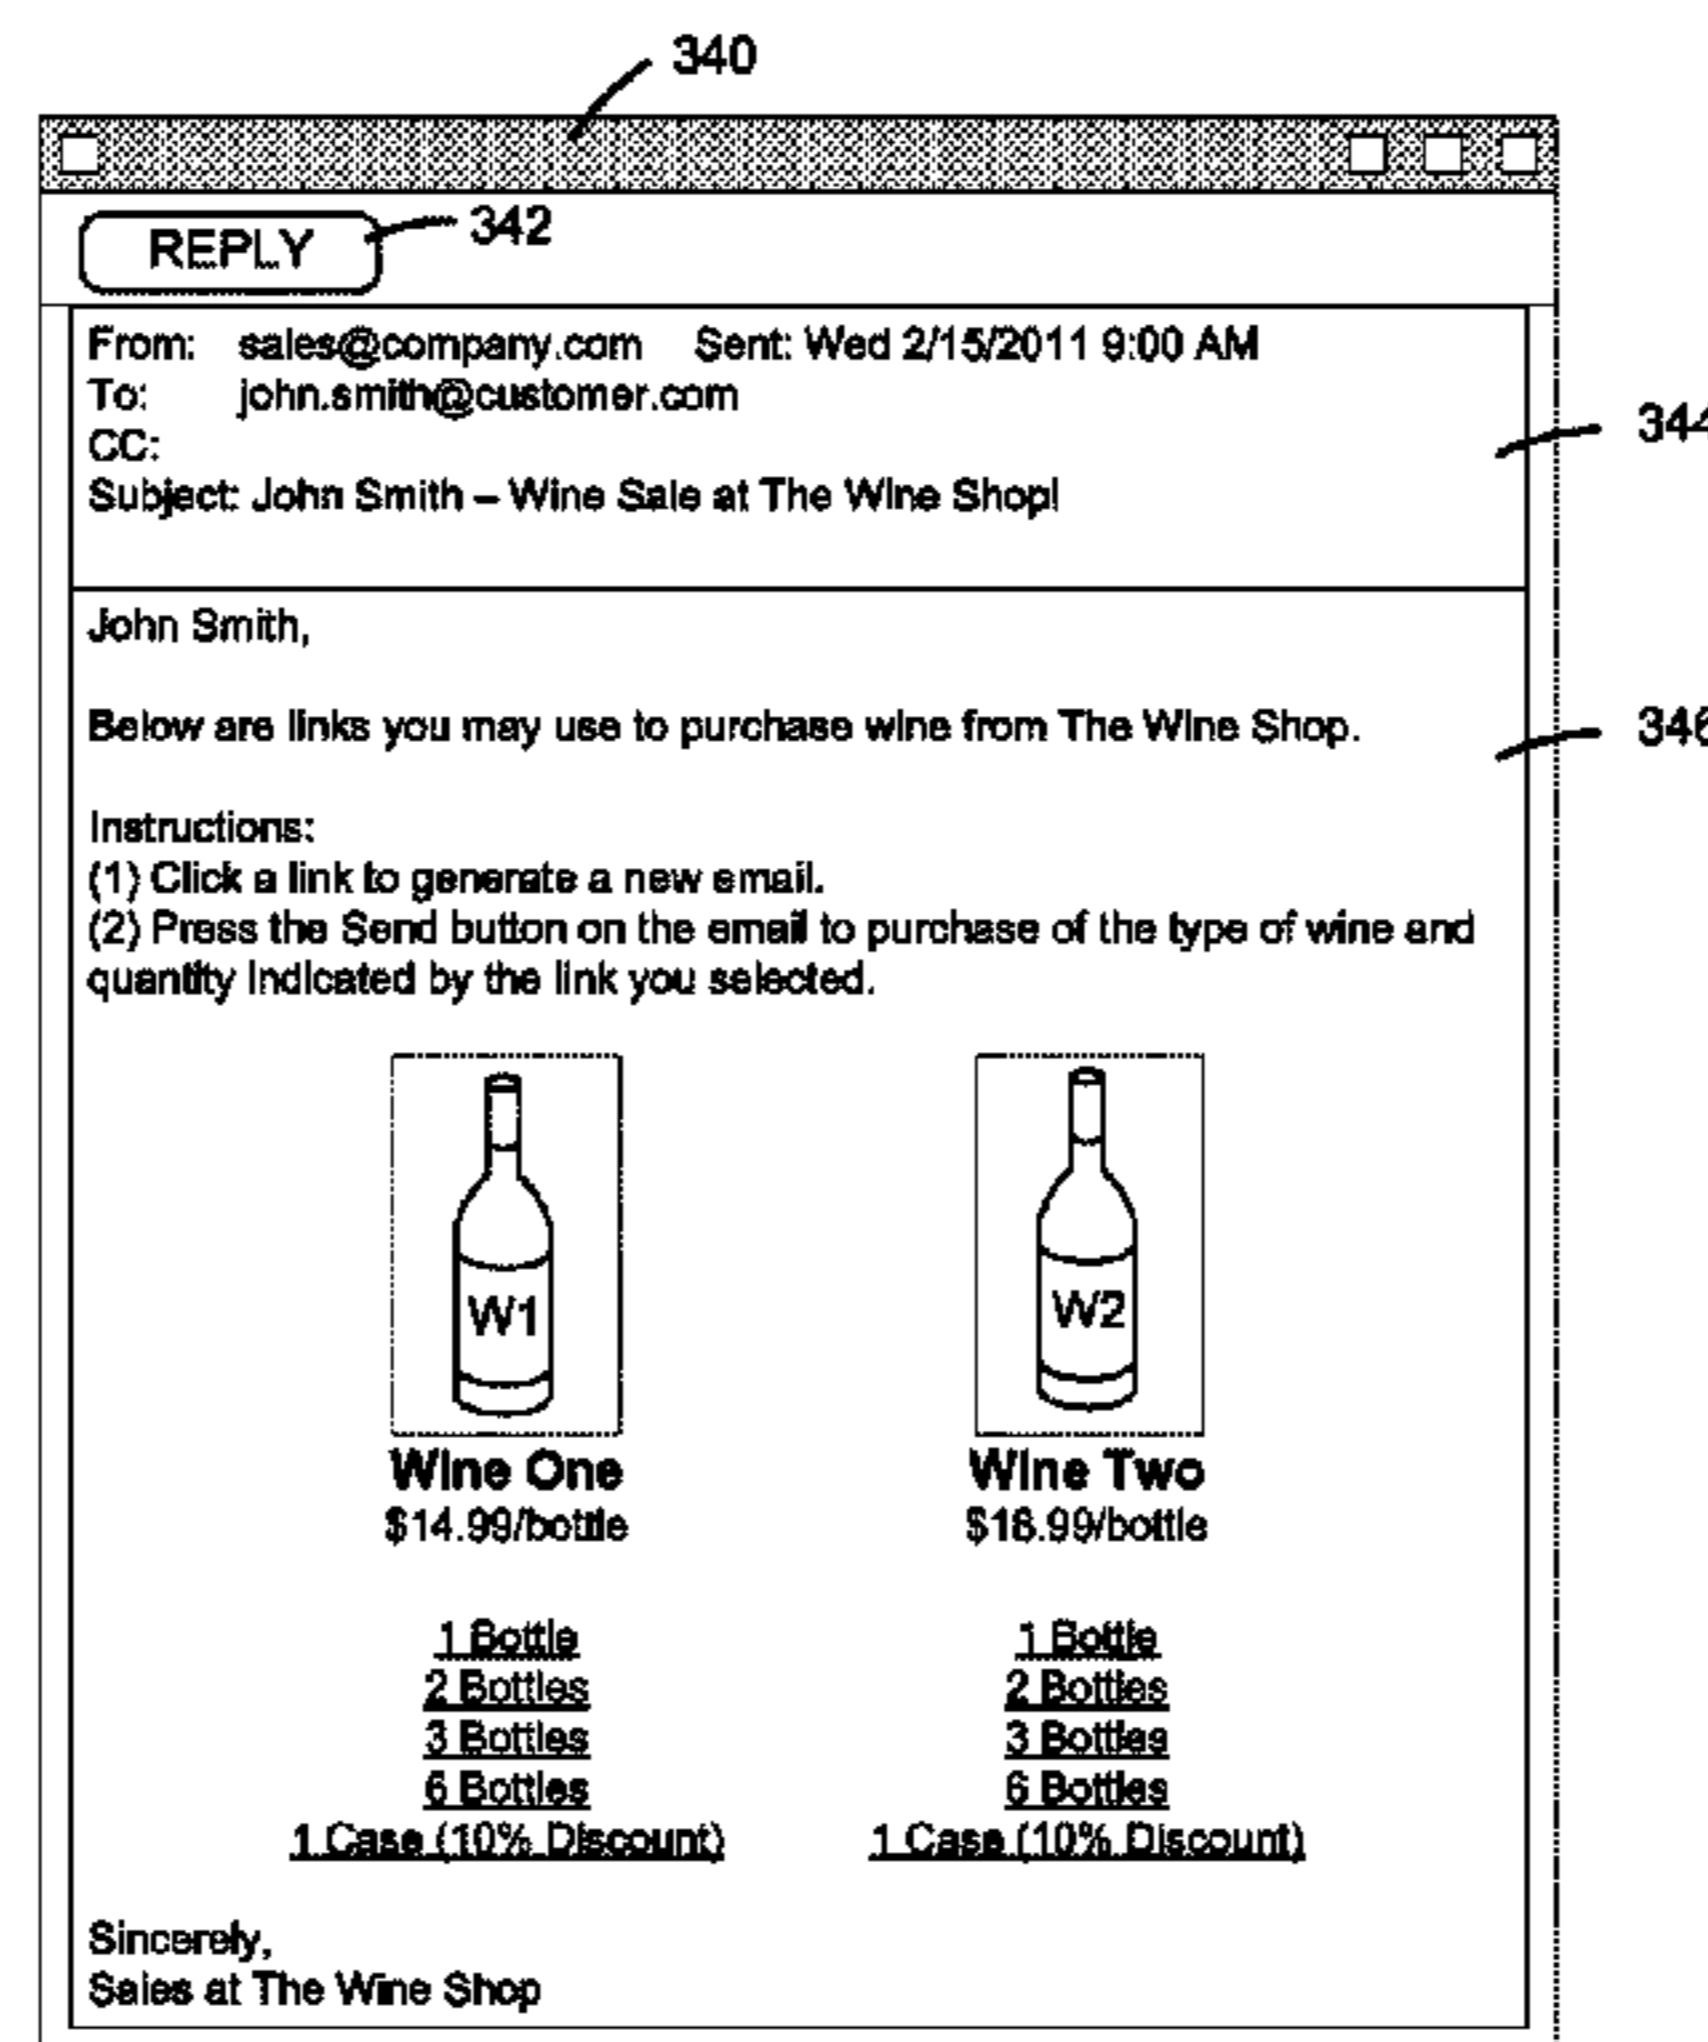 340
REPLY 342
From: sales@company.com Sent: Wed 2/15/2011 9:00 AM
To: john.smith@customer.com
CC:
344
Subject: John Smith – Wine Sale at The Wine Shop!
John Smith,
Below are links you may use to purchase wine from The Wine Shop.
346
Instructions:
(1) Click a link to generate a new email.
(2) Press the Send button on the email to purchase of the type of wine and
quantity indicated by the link you selected.
W1 W2
Wine One Wine Two
$14.99/bottle $18.99/bottle
1 Bottle 1 Bottle
2 Bottles 2 Bottles
3 Bottles 3 Bottles
6 Bottles 6 Bottles
1 Case (10% Discount) 1 Case (10% Discount)
Sincerely,
Sales at The Wine Shop